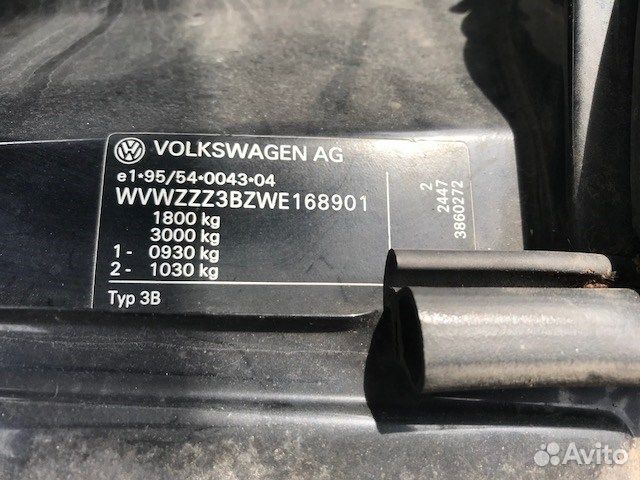 VOLKSWAGEN AG
e1*95/54*0043*04
WVWZZZ3BZWE168901
1800 kg
3000 kg
1- 0930 kg
2- 1030 kg
Typ 3B
2
2447
3860272
Avito